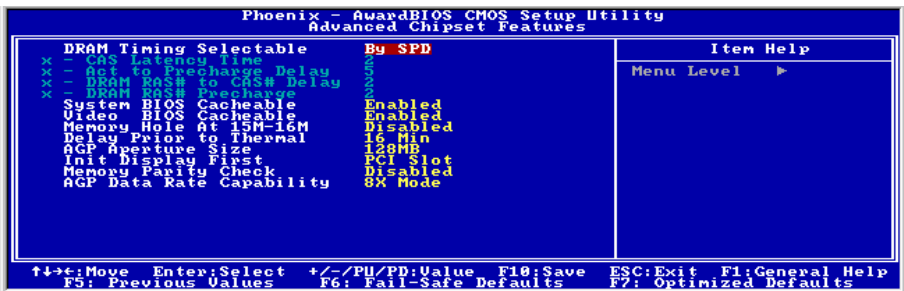 Phoenix - AwardBIOS CMOS Setup Utility
Advanced Chipset Features
DRAM Timing Selectable By SPD
x - CAS Latency Time 2
x - Act to Precharge Delay 5
x - DRAM RAS# to CAS# Delay 2
x - DRAM RAS# Precharge 2
System BIOS Cacheable Enabled
Video BIOS Cacheable Enabled
Memory Hole At 15M-16M Disabled
Delay Prior to Thermal 16 Min
AGP Aperture Size 128MB
Init Display First PCI Slot
Memory Parity Check Disabled
AGP Data Rate Capability 8X Mode
Item Help
Menu Level ▶
↑↓→←:Move Enter:Select +/-/PU/PD:Value F10:Save ESC:Exit F1:General Help
F5: Previous Values F6: Fail-Safe Defaults F7: Optimized Defaults